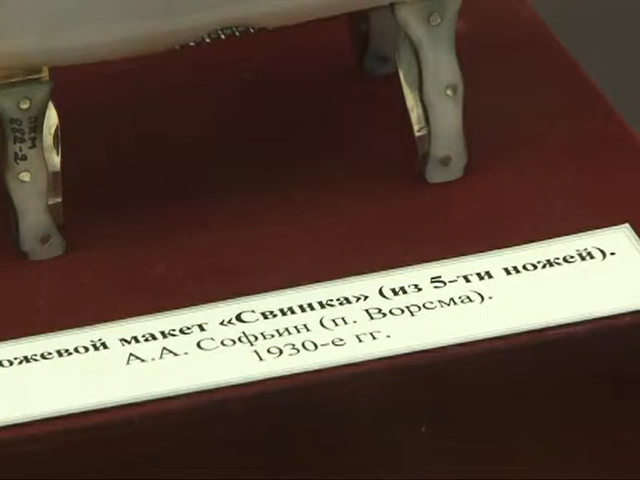 ожевой макет «Свинка» (из 5-ти ножей).
А.А. Софьин (п. Ворсма).
1930-е гг.